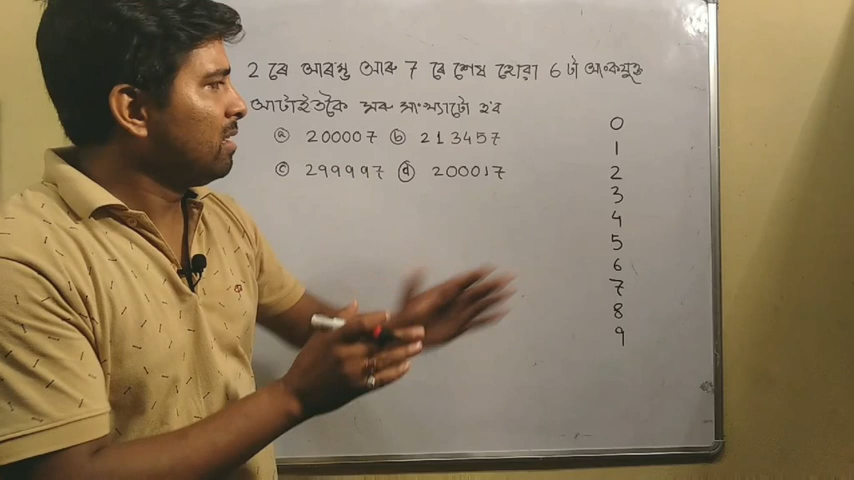 2 ৰে আৰম্ভ আৰু 7 ৰে শেষ হোৱা 6 টা আংকযুক্ত
আটাইতকৈ সৰু সংখ্যাটো হ'ব
ⓐ 200007 ⓑ 213457
ⓒ 299997 ⓓ 200017
0
1
2
3
4
5
6
7
8
9